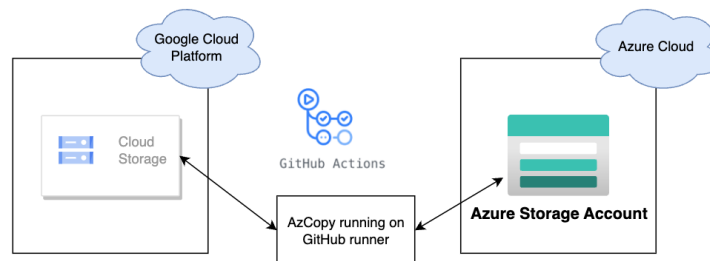 Google Cloud
Platform
Azure Cloud
Cloud
Storage
GitHub Actions
Azure Storage Account
AzCopy running on
GitHub runner